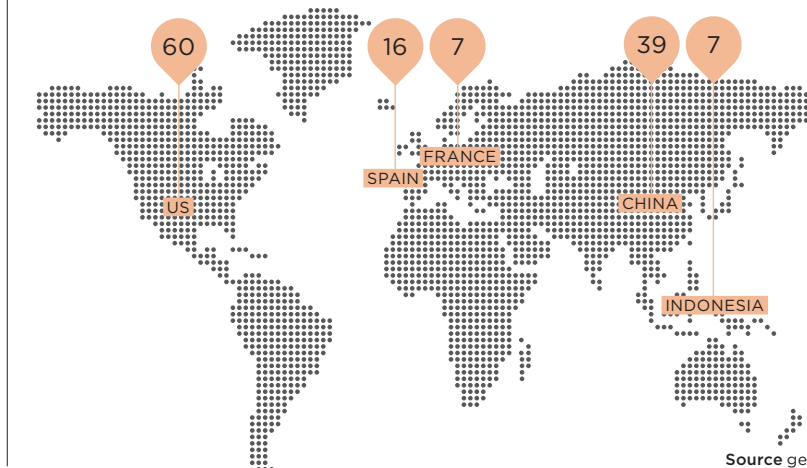 60
16
7
39
7
US
SPAIN
FRANCE
CHINA
INDONESIA
Source